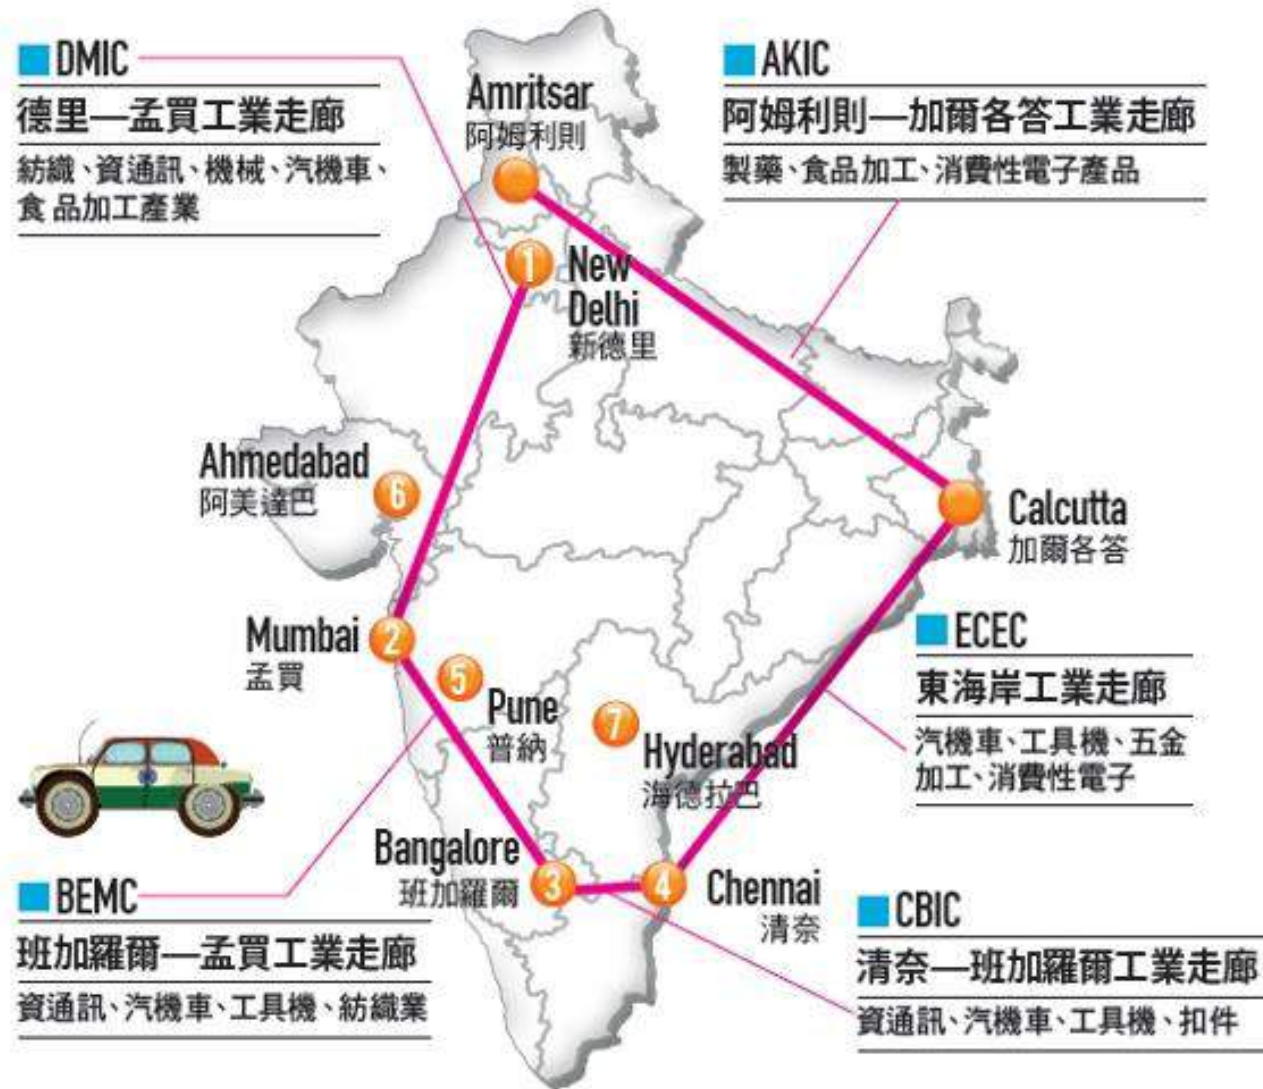 DMIC
德里—孟買工業走廊
紡織、資通訊、機械、汽機車、
食品加工產業
AKIC
阿姆利則—加爾各答工業走廊
製藥、食品加工、消費性電子產品
Amritsar
阿姆利則
1
New
Delhi
新德里
Ahmedabad
阿美達巴
6
Calcutta
加爾各答
Mumbai
孟買
2
5
Pune
普納
7
Hyderabad
海德拉巴
ECEC
東海岸工業走廊
汽機車、工具機、五金
加工、消費性電子
Bangalore
班加羅爾
3
4
Chennai
清奈
BEMC
班加羅爾—孟買工業走廊
資通訊、汽機車、工具機、紡織業
CBIC
清奈—班加羅爾工業走廊
資通訊、汽機車、工具機、扣件